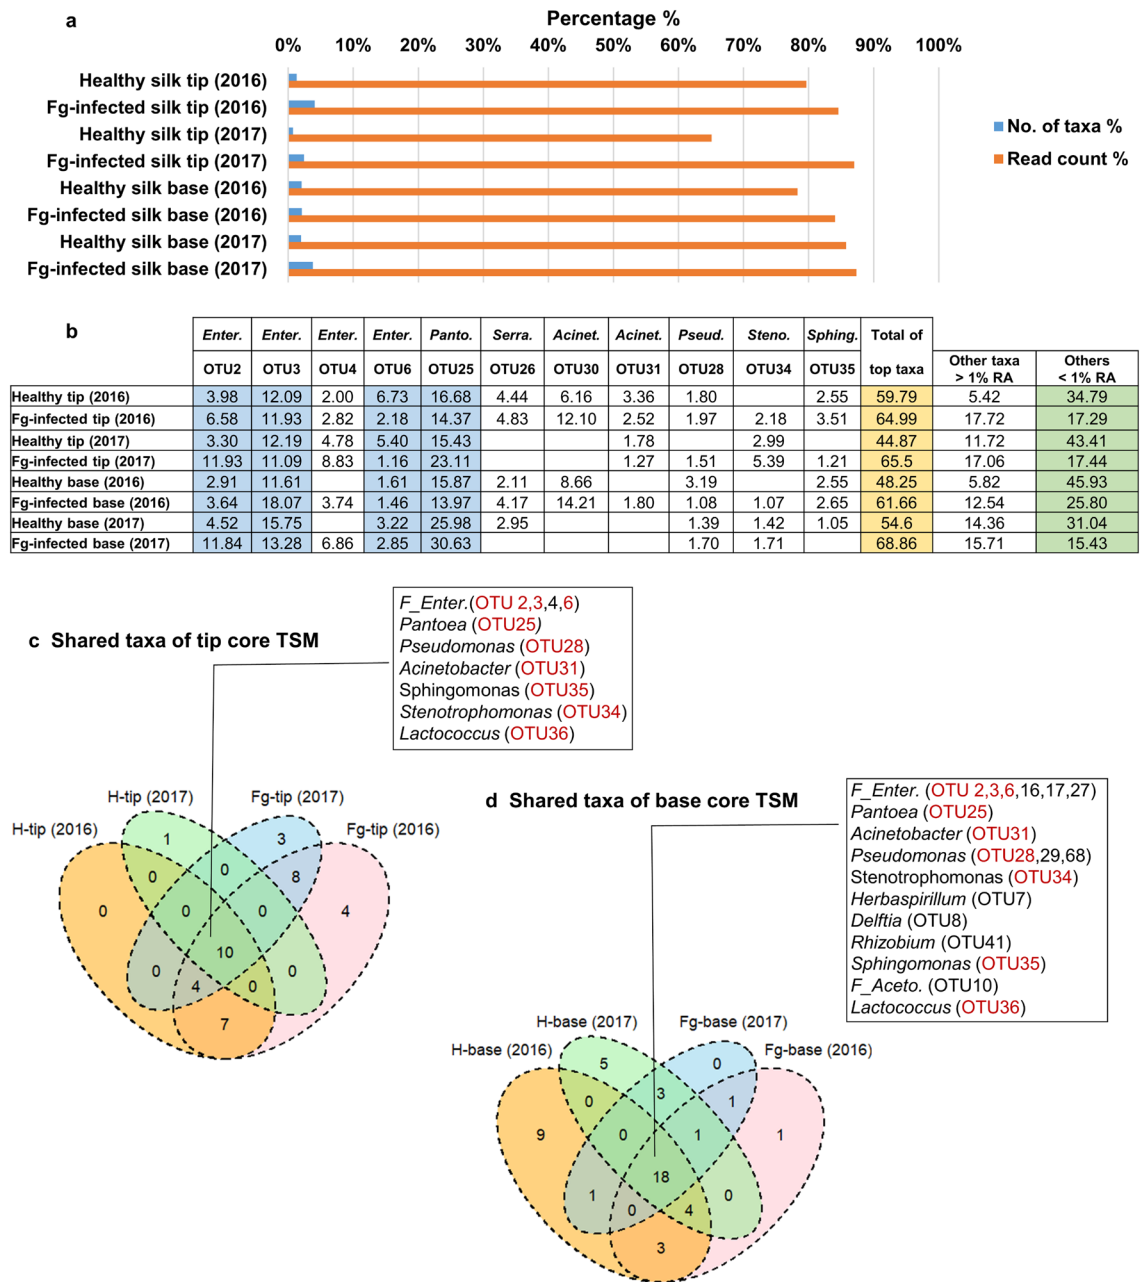 a
Percentage %
0% 10% 20% 30% 40% 50% 60% 70% 80% 90% 100%
Healthy silk tip (2016)
Fg-infected silk tip (2016)
Healthy silk tip (2017)
Fg-infected silk tip (2017)
Healthy silk base (2016)
Fg-infected silk base (2016)
Healthy silk base (2017)
Fg-infected silk base (2017)
No. of taxa %
Read count %
b
Enter. Enter. Enter. Enter. Panto. Serra. Acinet. Acinet. Pseud. Steno. Sphing. Total of
OTU2 OTU3 OTU4 OTU6 OTU25 OTU26 OTU30 OTU31 OTU28 OTU34 OTU35 top taxa Other taxa > 1% RA Others < 1% RA
Healthy tip (2016) 3.98 12.09 2.00 6.73 16.68 4.44 6.16 3.36 1.80 2.55 59.79 5.42 34.79
Fg-infected tip (2016) 6.58 11.93 2.82 2.18 14.37 4.83 12.10 2.52 1.97 2.18 3.51 64.99 17.72 17.29
Healthy tip (2017) 3.30 12.19 4.78 5.40 15.43 1.78 2.99 44.87 11.72 43.41
Fg-infected tip (2017) 11.93 11.09 8.83 1.16 23.11 1.27 1.51 5.39 1.21 65.5 17.06 17.44
Healthy base (2016) 2.91 11.61 1.61 15.87 2.11 8.66 3.19 2.55 48.25 5.82 45.93
Fg-infected base (2016) 3.64 18.07 3.74 1.46 13.97 4.17 14.21 1.80 1.08 1.07 2.65 61.66 12.54 25.80
Healthy base (2017) 4.52 15.75 3.22 25.98 2.95 1.39 1.42 1.05 54.6 14.36 31.04
Fg-infected base (2017) 11.84 13.28 6.86 2.85 30.63 1.70 1.71 68.86 15.71 15.43
c Shared taxa of tip core TSM
F_Enter.(OTU 2,3,4,6)
Pantoea (OTU25)
Pseudomonas (OTU28)
Acinetobacter (OTU31)
Sphingomonas (OTU35)
Stenotrophomonas (OTU34)
Lactococcus (OTU36)
H-tip (2017) Fg-tip (2017)
H-tip (2016) Fg-tip (2016)
1 3
0 0 8
0 0 0 4
10
0 4 0 0
7
d Shared taxa of base core TSM
F_Enter. (OTU 2,3,6,16,17,27)
Pantoea (OTU25)
Acinetobacter (OTU31)
Pseudomonas (OTU28,29,68)
Stenotrophomonas (OTU34)
Herbaspirillum (OTU7)
Delftia (OTU8)
Rhizobium (OTU41)
Sphingomonas (OTU35)
F_Aceto. (OTU10)
Lactococcus (OTU36)
H-base (2017) Fg-base (2017)
H-base (2016) Fg-base (2016)
5 0
0 3 1
9 0 1 1
18
1 0 4 0
3